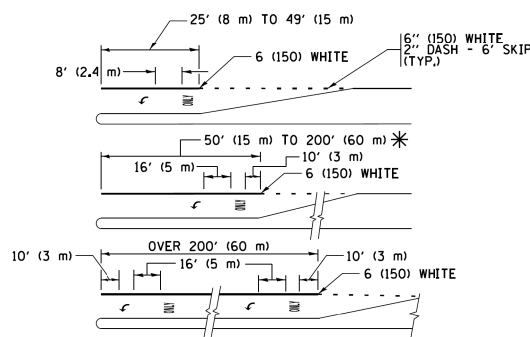 25' (8 m) TO 49' (15 m)
6" (150) WHITE
2" DASH - 6' SKIP
(TYP.)
8' (2.4 m)
6 (150) WHITE
ONLY
50' (15 m) TO 200' (60 m) ✳
16' (5 m)
10' (3 m)
6 (150) WHITE
ONLY
OVER 200' (60 m)
10' (3 m)
16' (5 m)
10' (3 m)
6 (150) WHITE
ONLY
ONLY